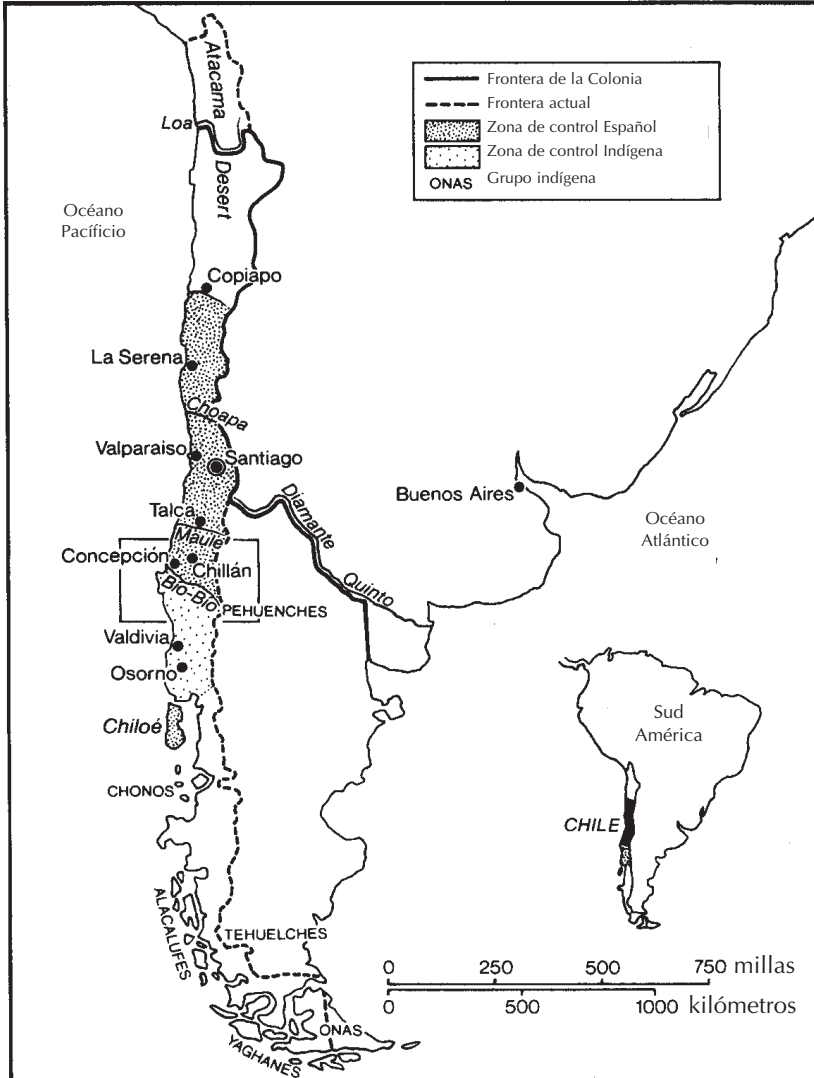 Atacama
Desert
Loa
Frontera de la Colonia
Frontera actual
Zona de control Español
Zona de control Indígena
ONAS Grupo indígena
Océano
Pacíficio
Copiapo
La Serena
Choapa
Valparaiso
Santiago
Talca
Maule
Concepción
Chillán
Bío-Bío
PEHUENCHES
Diamante
Quinto
Buenos Aires
Océano
Atlántico
Valdivia
Osorno
Chiloé
CHONOS
ALACALUFES
TEHUELCHES
ONAS
YAGHANES
Sud
América
CHILE
0 250 500 750 millas
0 500 1000 kilómetros